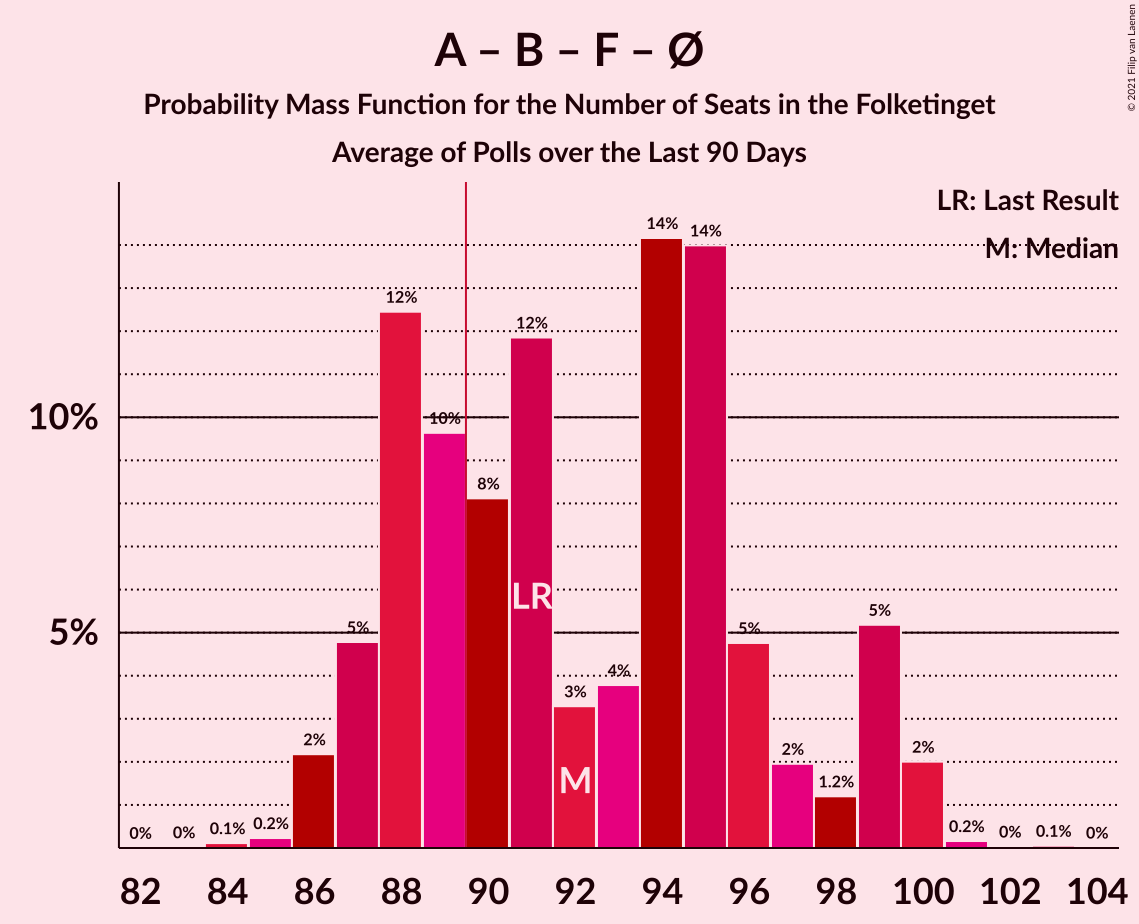 A – B – F – Ø
Probability Mass Function for the Number of Seats in the Folketinget
Average of Polls over the Last 90 Days
© 2021 Filip van Laenen
LR: Last Result
M: Median
10%
5%
0% 0% 0.1% 0.2% 2% 5% 12% 10% 8% 12% 3% 4% 14% 14% 5% 2% 1.2% 5% 2% 0.2% 0% 0.1% 0%
LR
M
82 84 86 88 90 92 94 96 98 100 102 104